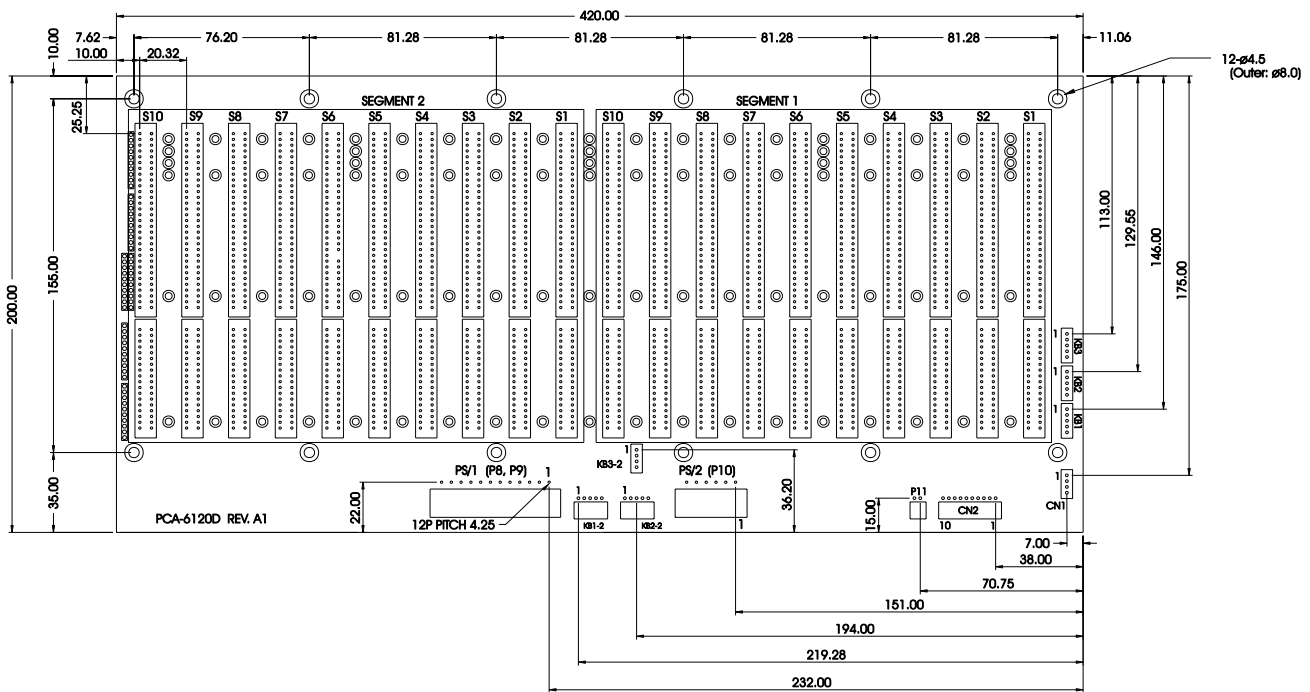 420.00
7.62
76.20
81.28
81.28
81.28
81.28
11.06
10.00
10.00
20.32
12-ø4.5
(Outer: ø8.0)
25.25
SEGMENT 2
SEGMENT 1
S10 S9 S8 S7 S6 S5 S4 S3 S2 S1
S10 S9 S8 S7 S6 S5 S4 S3 S2 S1
200.00
155.00
35.00
113.00
129.55
146.00
175.00
1
KB3
1
KB2
1
KB1
1
CN1
1
KB3-2
PS/1 (P8, P9)
1
PS/2 (P10)
1
22.00
36.20
15.00
PCA-6120D REV. A1
12P PITCH 4.25
1
KB1-2
1
KB2-2
P11
CN2
10
1
7.00
38.00
70.75
151.00
194.00
219.28
232.00